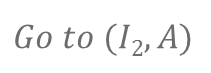 Go to (I₂, A)